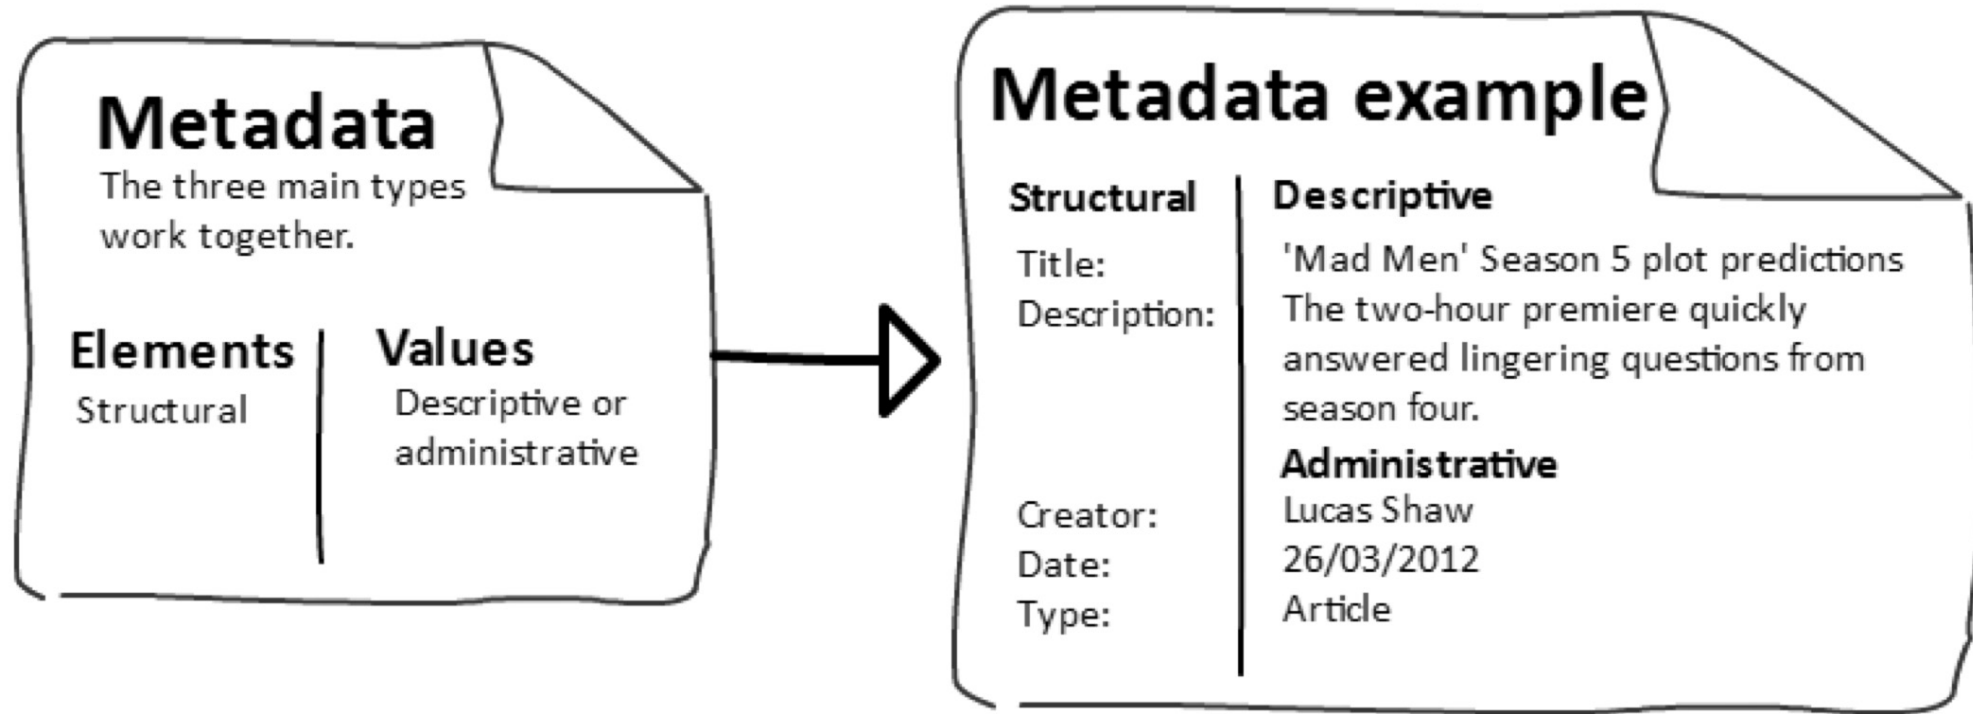 Metadata
The three main types
work together.
Elements
Structural
Values
Descriptive or
administrative
Metadata example
Structural
Descriptive
Title:
'Mad Men' Season 5 plot predictions
Description:
The two-hour premiere quickly
answered lingering questions from
season four.
Administrative
Creator:
Lucas Shaw
Date:
26/03/2012
Type:
Article